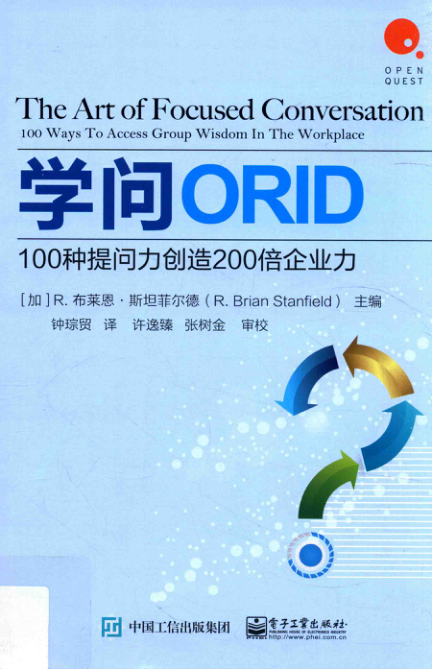 OPEN
QUEST
The Art of Focused Conversation
100 Ways To Access Group Wisdom In The Workplace
学问ORID
100种提问力创造200倍企业力
[加] R. 布莱恩·斯坦菲尔德（R. Brian Stanfield） 主编
钟琮贸 译 许逸臻 张树金 审校
中国工信出版集团
电子工业出版社·
PUBLISHING HOUSE OF ELECTRONICS INDUSTRY
http://www.phei.com.cn